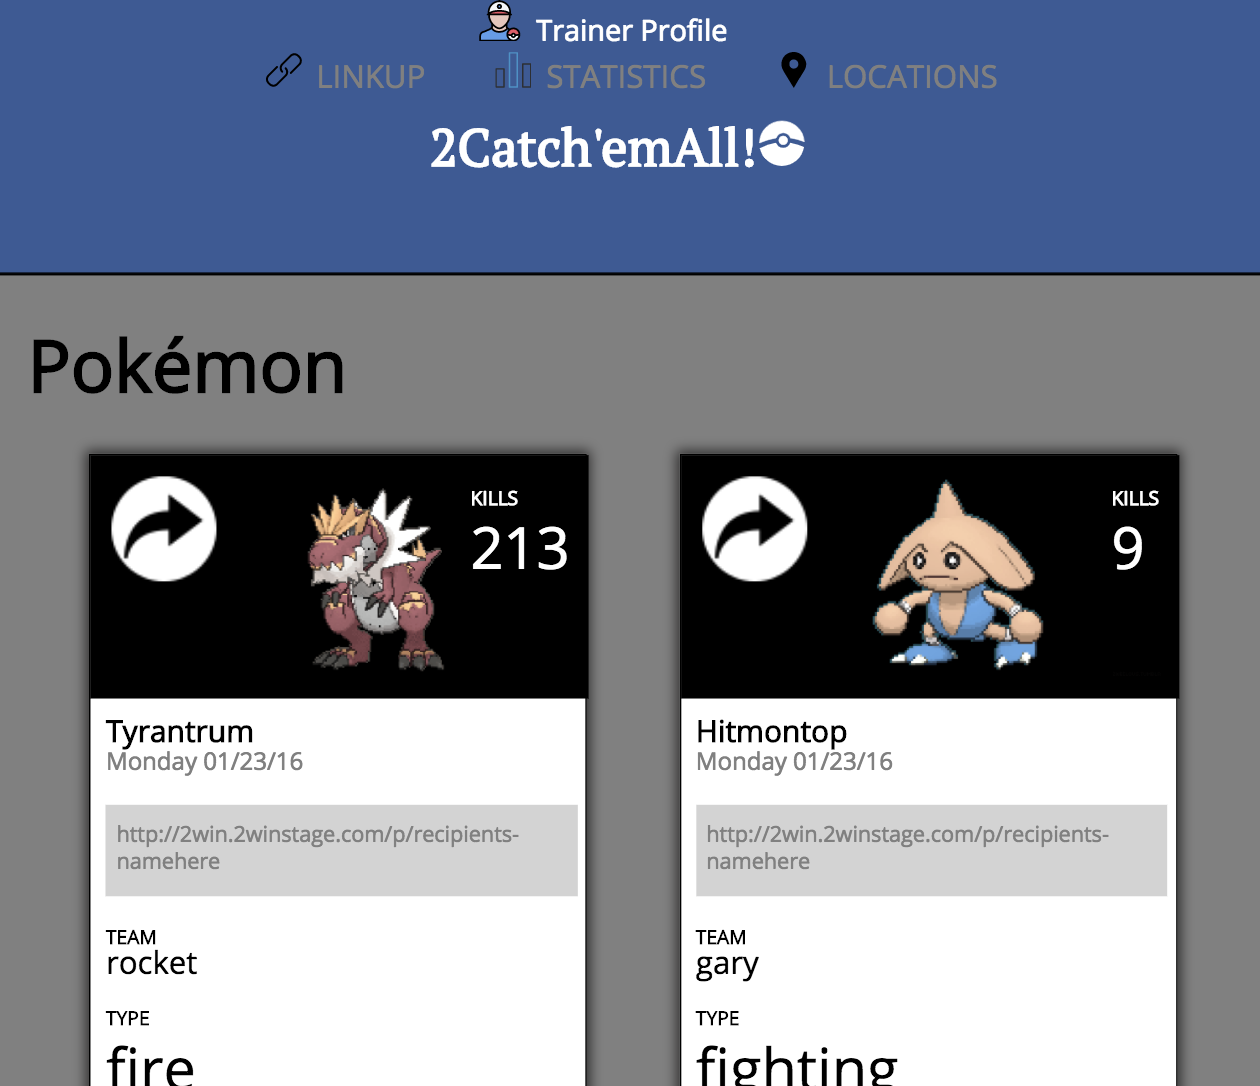 Trainer Profile
LINKUP STATISTICS LOCATIONS
2Catch'emAll!
Pokémon
KILLS
213
Tyrantrum
Monday 01/23/16
http://2win.2winstage.com/p/recipients-
namehere
TEAM
rocket
TYPE
fire
KILLS
9
Hitmontop
Monday 01/23/16
http://2win.2winstage.com/p/recipients-
namehere
TEAM
gary
TYPE
fighting